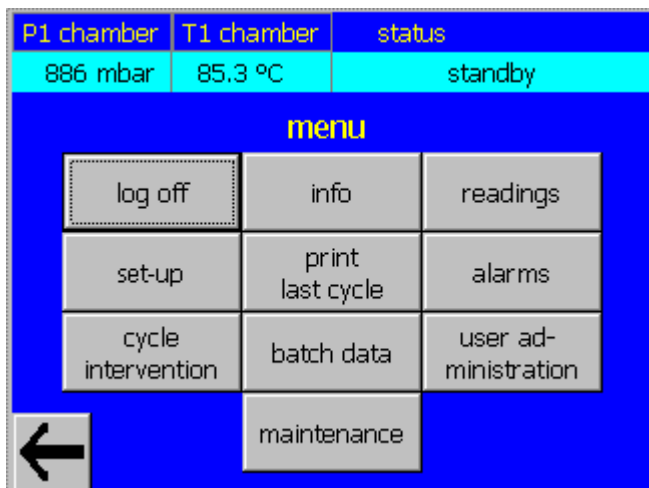 P1 chamber T1 chamber status
886 mbar 85.3 ºC standby
menu
log off info readings
set-up print last cycle alarms
cycle intervention batch data user ad-ministration
maintenance